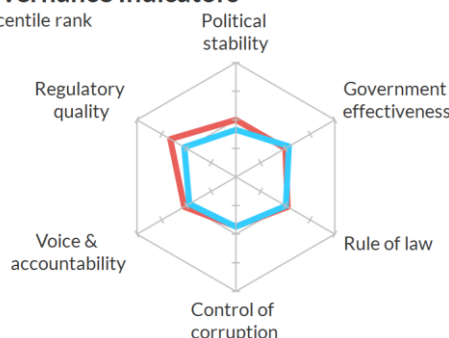 centile rank
Political
stability
Regulatory
quality
Government
effectiveness
Voice &
accountability
Rule of law
Control of
corruption